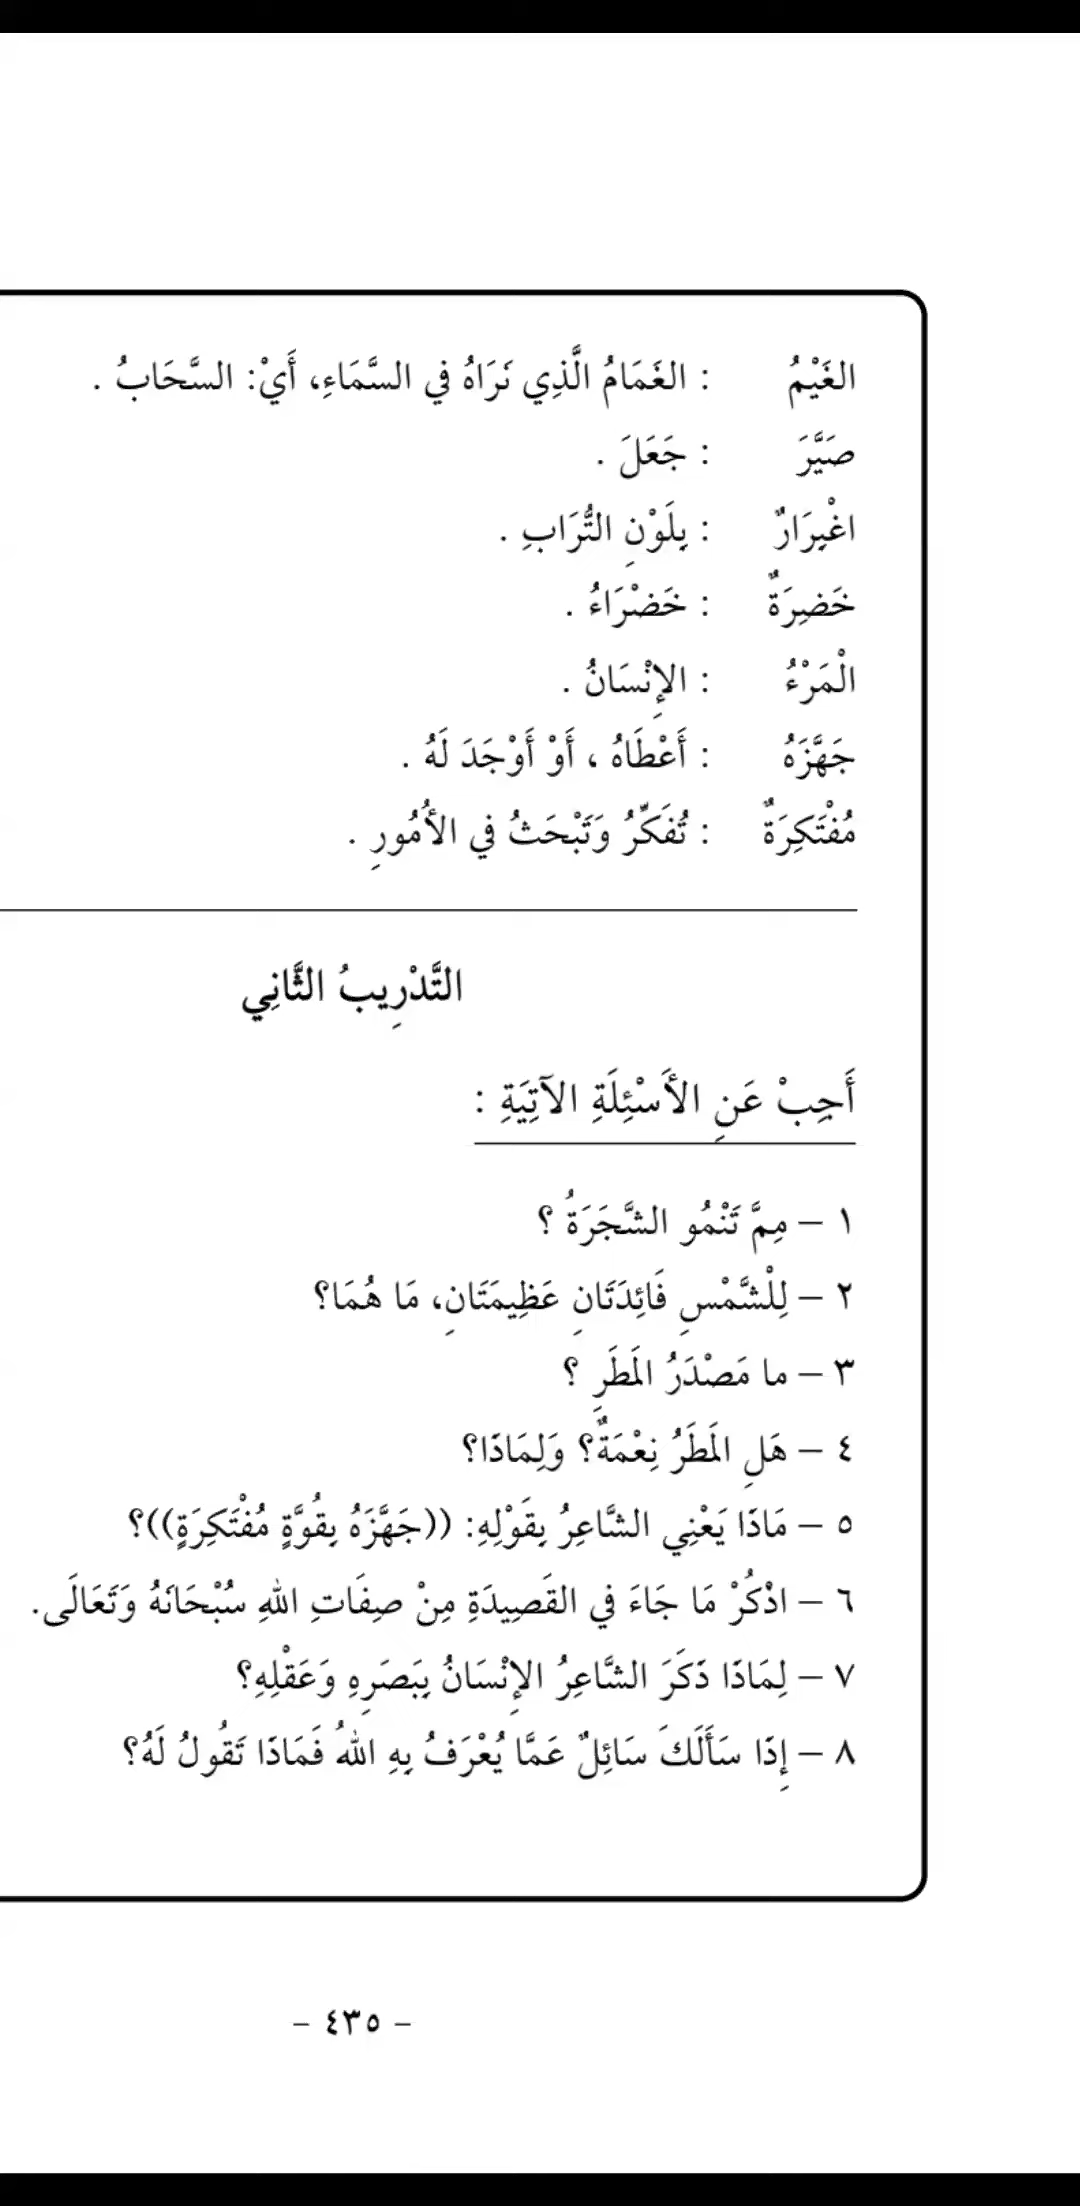 الغَيْمُ : الغَمَامُ الَّذِي نَرَاهُ فِي السَّمَاءِ، أَيْ: السَّحَابُ .
صَيَّرَ : جَعَلَ .
اغْبِرَارٌ : بِلَوْنِ التُّرَابِ .
خَضِرَةٌ : خَضْرَاءُ .
الْمَرْءُ : الإِنْسَانُ .
جَهَّزَهُ : أَعْطَاهُ ، أَوْ أَوْجَدَ لَهُ .
مُفْتَكِرَةٌ : تُفَكِّرُ وَتَبْحَثُ فِي الأُمُورِ .
التَّدْرِيبُ الثَّانِي
أَجِبْ عَنِ الأَسْئِلَةِ الآتِيَةِ :
١ – مِمَّ تَنْمُو الشَّجَرَةُ ؟
٢ – لِلْشَّمْسِ فَائِدَتَانِ عَظِيمَتَانِ، مَا هُمَا؟
٣ – ما مَصْدَرُ المَطَرِ ؟
٤ – هَلِ المَطَرُ نِعْمَةٌ؟ وَلِمَاذَا؟
٥ – مَاذَا يَعْنِي الشَّاعِرُ بِقَوْلِهِ: ((جَهَّزَهُ بِقُوَّةٍ مُفْتَكِرَةٍ))؟
٦ – اذْكُرْ مَا جَاءَ فِي القَصِيدَةِ مِنْ صِفَاتِ اللهِ سُبْحَانَهُ وَتَعَالَى.
٧ – لِمَاذَا ذَكَرَ الشَّاعِرُ الإِنْسَانُ بِبَصَرِهِ وَعَقْلِهِ؟
٨ – إِذَا سَأَلَكَ سَائِلٌ عَمَّا يُعْرَفُ بِهِ اللهُ فَمَاذَا تَقُولُ لَهُ؟
– ٤٣٥ –